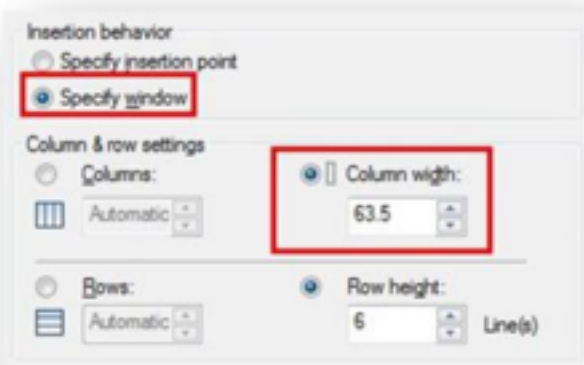 Insertion behavior
Specify insertion point
Specify window
Column & row settings
Columns:
Column width:
Automatic
63.5
Rows:
Row height:
Automatic
6
Line(s)